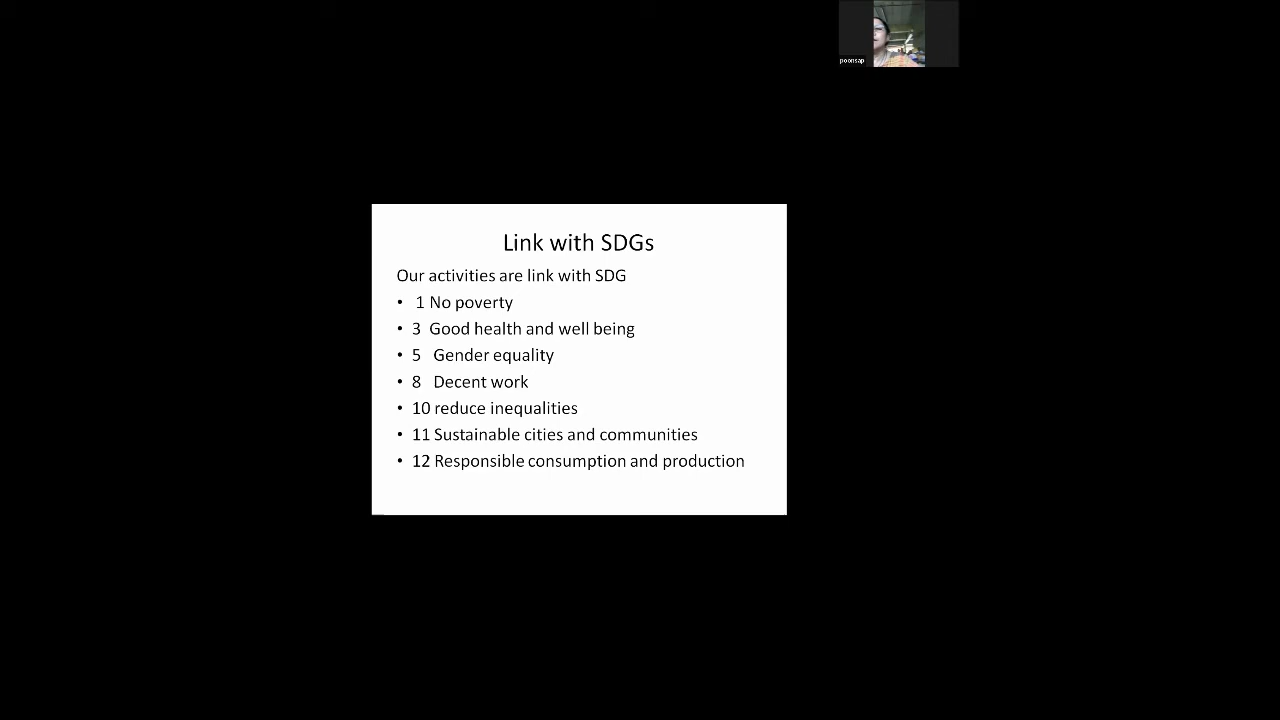 poonsap
Link with SDGs
Our activities are link with SDG
• 1 No poverty
• 3 Good health and well being
• 5 Gender equality
• 8 Decent work
• 10 reduce inequalities
• 11 Sustainable cities and communities
• 12 Responsible consumption and production